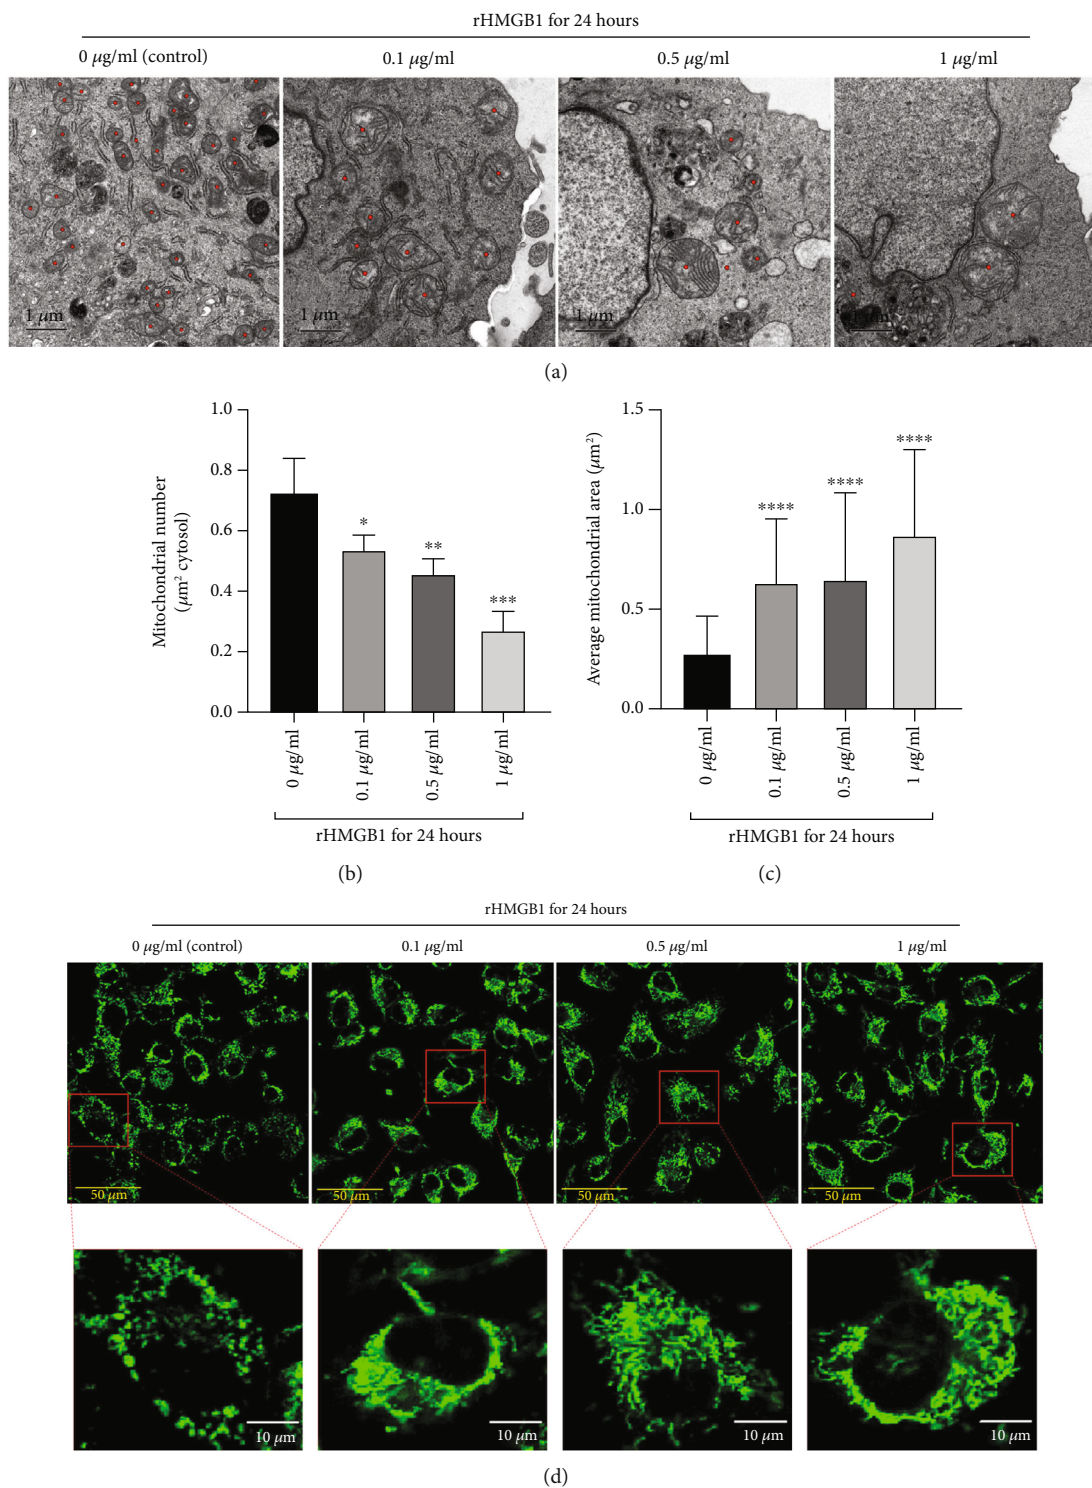 rHMGB1 for 24 hours
0 μg/ml (control)
0.1 μg/ml
0.5 μg/ml
1 μg/ml
1 μm
1 μm
1 μm
1 μm
(a)
Mitochondrial number
(μm² cytosol)
1.0
0.8
0.6
0.4
0.2
0.0
*
**
***
0 μg/ml
0.1 μg/ml
0.5 μg/ml
1 μg/ml
rHMGB1 for 24 hours
(b)
Average mitochondrial area (μm²)
1.5
1.0
0.5
0.0
****
****
****
0 μg/ml
0.1 μg/ml
0.5 μg/ml
1 μg/ml
rHMGB1 for 24 hours
(c)
rHMGB1 for 24 hours
0 μg/ml (control)
0.1 μg/ml
0.5 μg/ml
1 μg/ml
50 μm
50 μm
50 μm
50 μm
10 μm
10 μm
10 μm
10 μm
(d)